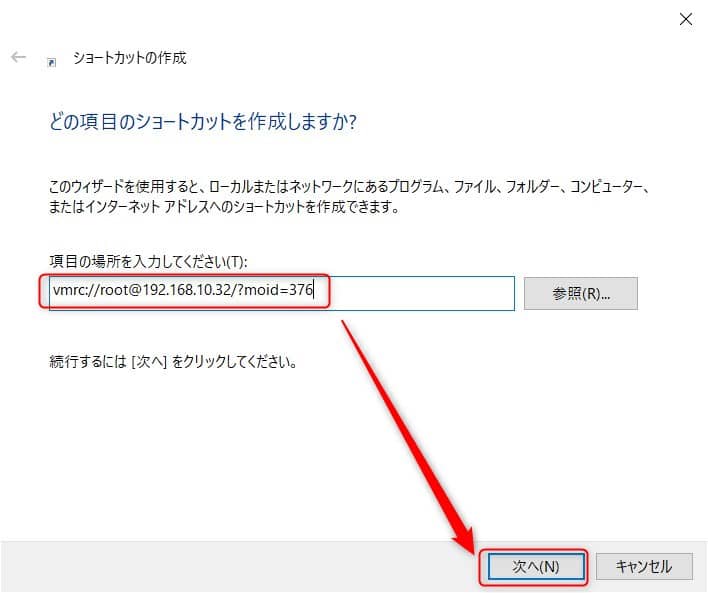 ショートカットの作成
どの項目のショートカットを作成しますか?
このウィザードを使用すると、ローカルまたはネットワークにあるプログラム、ファイル、フォルダー、コンピューター、
またはインターネット アドレスへのショートカットを作成できます。
項目の場所を入力してください(T):
vmrc://root@192.168.10.32/?moid=376
参照(R)...
続行するには [次へ] をクリックしてください。
次へ(N)
キャンセル